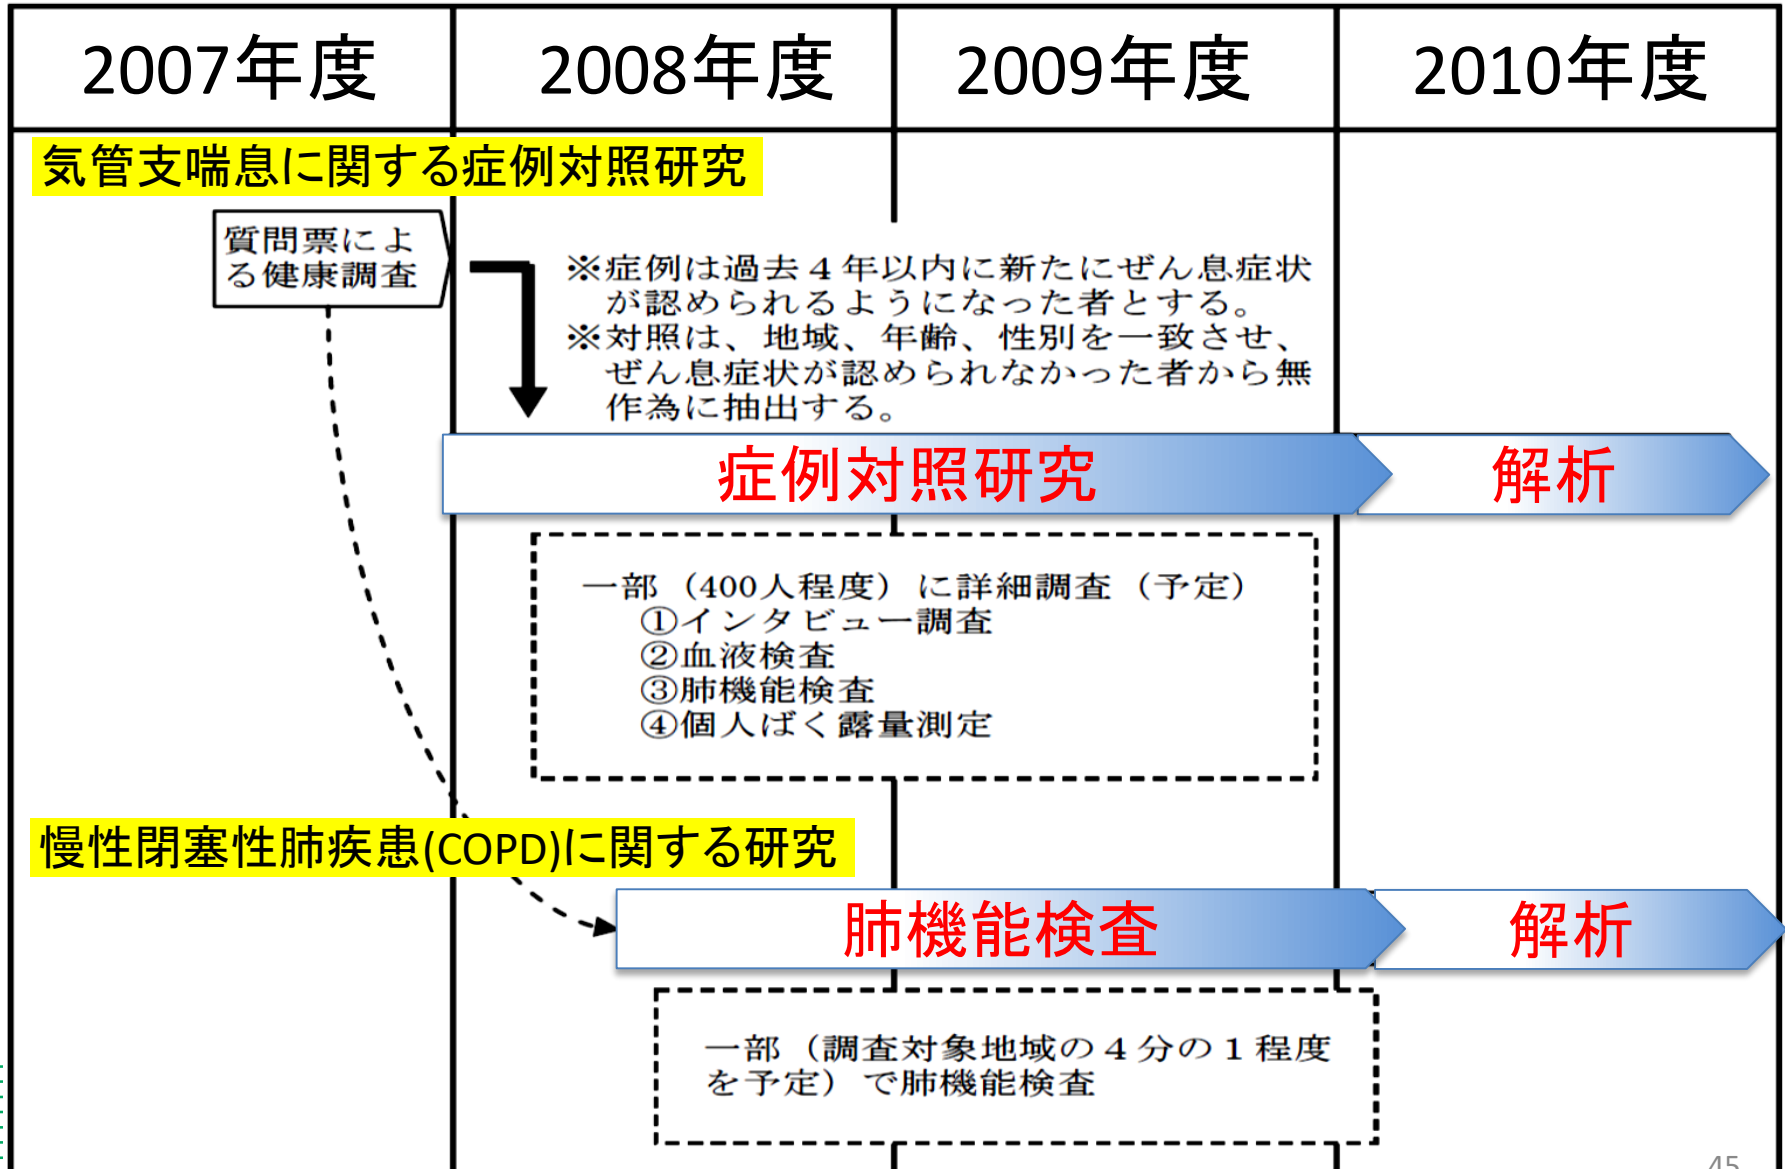 2007年度
2008年度
2009年度
2010年度
気管支喘息に関する症例対照研究
質問票によ
る健康調査
※症例は過去４年以内に新たにぜん息症状
が認められるようになった者とする。
※対照は、地域、年齢、性別を一致させ、
ぜん息症状が認められなかった者から無
作為に抽出する。
症例対照研究
解析
一部（400人程度）に詳細調査（予定）
①インタビュー調査
②血液検査
③肺機能検査
④個人ばく露量測定
慢性閉塞性肺疾患(COPD)に関する研究
肺機能検査
解析
一部（調査対象地域の４分の１程度
を予定）で肺機能検査
45